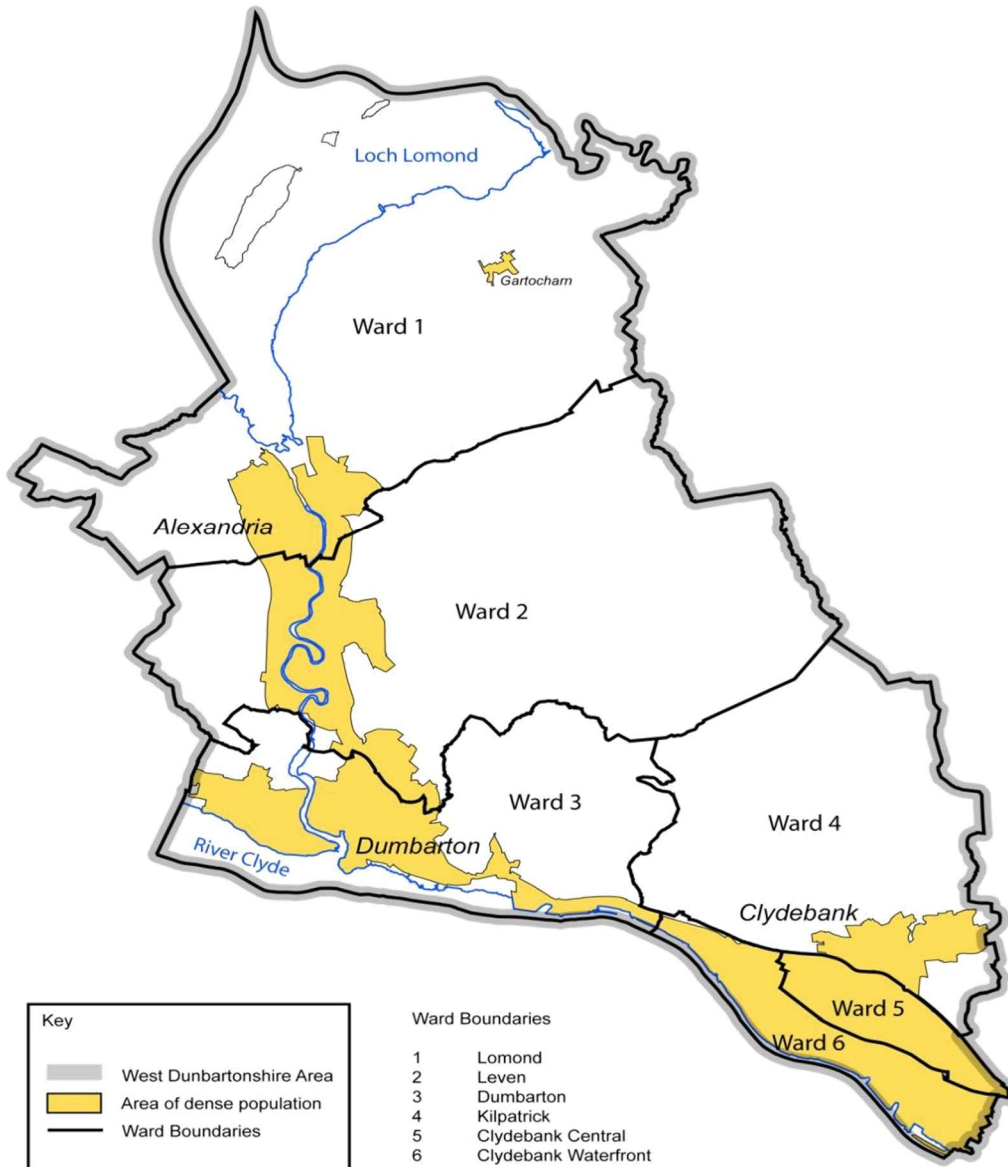 Loch Lomond
Gartocharn
Ward 1
Alexandria
Ward 2
Ward 3
Ward 4
Dumbarton
River Clyde
Clydebank
Ward 5
Ward 6
Key
West Dunbartonshire Area
Area of dense population
Ward Boundaries
Ward Boundaries
1 Lomond
2 Leven
3 Dumbarton
4 Kilpatrick
5 Clydebank Central
6 Clydebank Waterfront